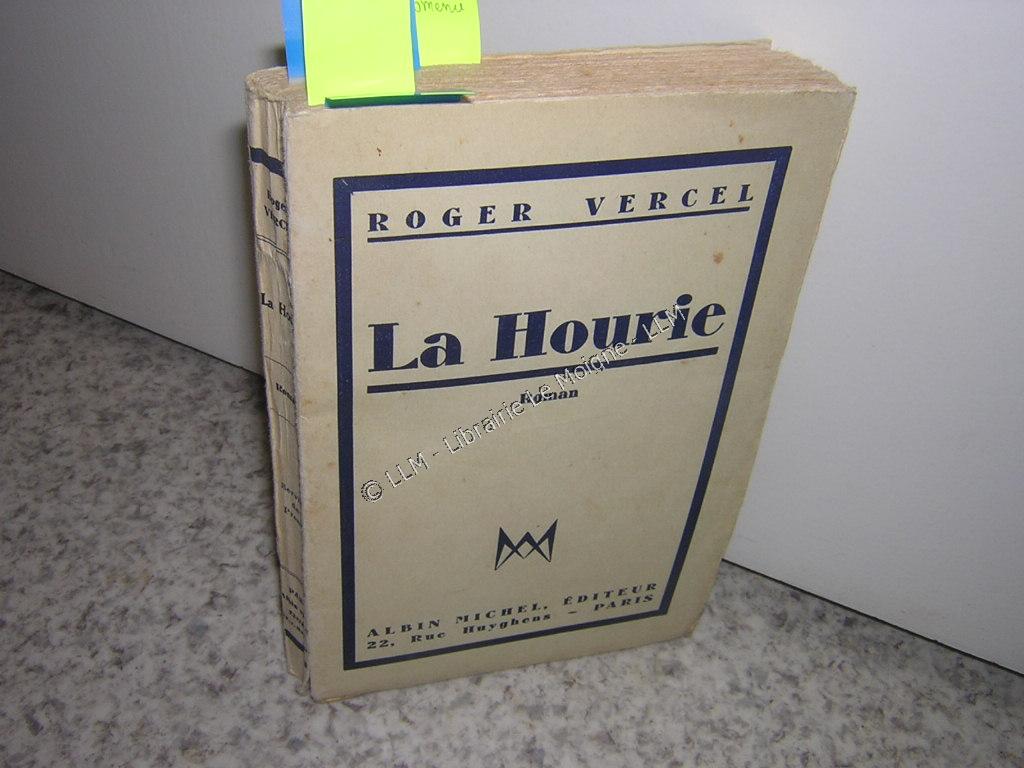 ROGER VERCEL
La Hourie
Roman
ALBIN MICHEL, ÉDITEUR
22, Rue Huyghens - PARIS
© LLM - Librairie Le Moigne - LLM